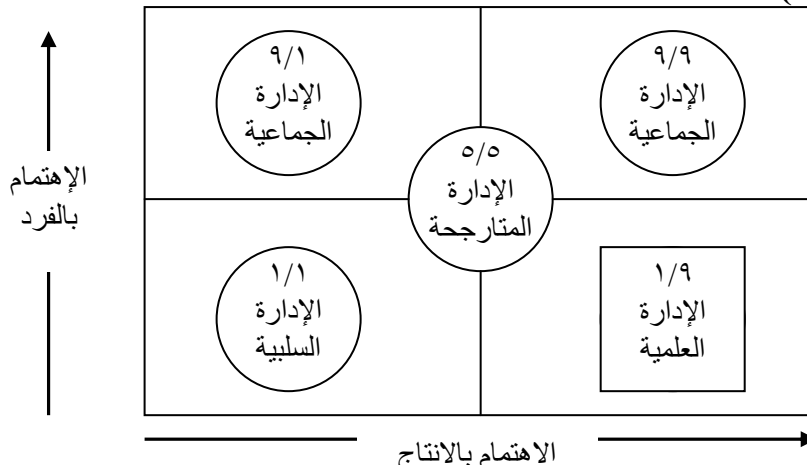 (
٩/١
الإدارة
الجماعية
٩/٩
الإدارة
الجماعية
٥/٥
الإدارة
المتارجحة
الإهتمام
بالفرد
١/١
الإدارة
السلبية
١/٩
الإدارة
العلمية
الاهتمام بالانتاج